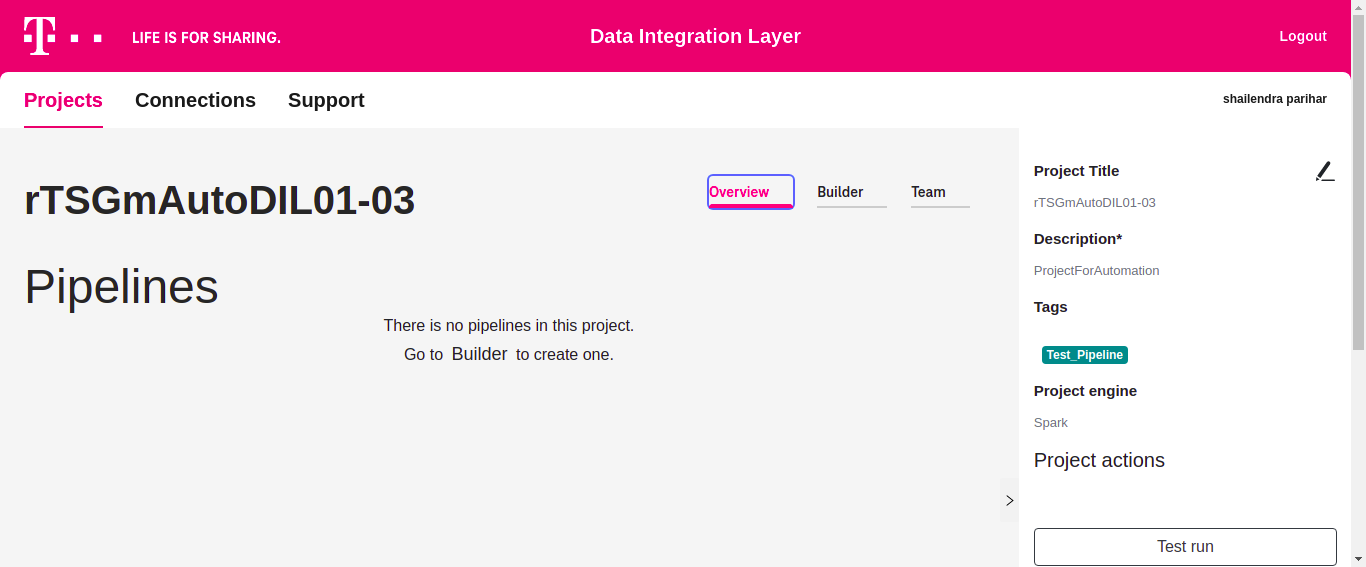 T
LIFE IS FOR SHARING.
Data Integration Layer
Logout
Projects
Connections
Support
shailendra parihar
rTSGmAutoDIL01-03
Overview
Builder
Team
Pipelines
There is no pipelines in this project.
Go to Builder to create one.
Project Title
rTSGmAutoDIL01-03
Description*
ProjectForAutomation
Tags
Test_Pipeline
Project engine
Spark
Project actions
Test run